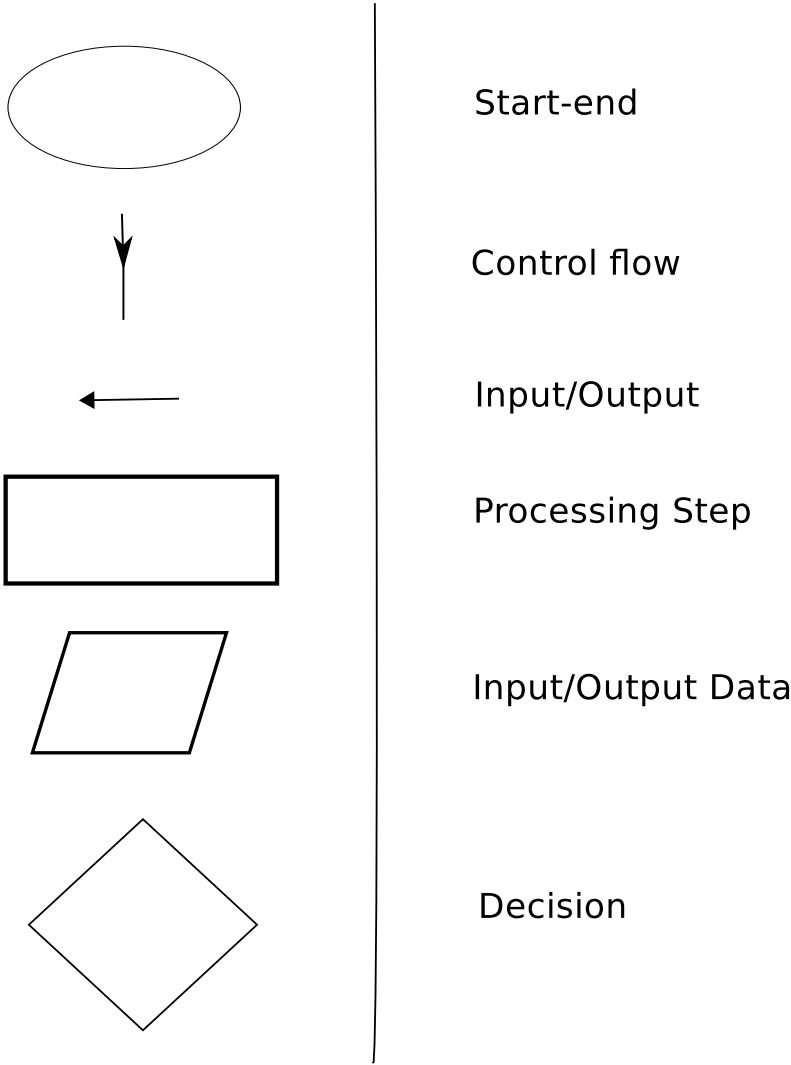 Start-end
Control flow
Input/Output
Processing Step
Input/Output Data
Decision